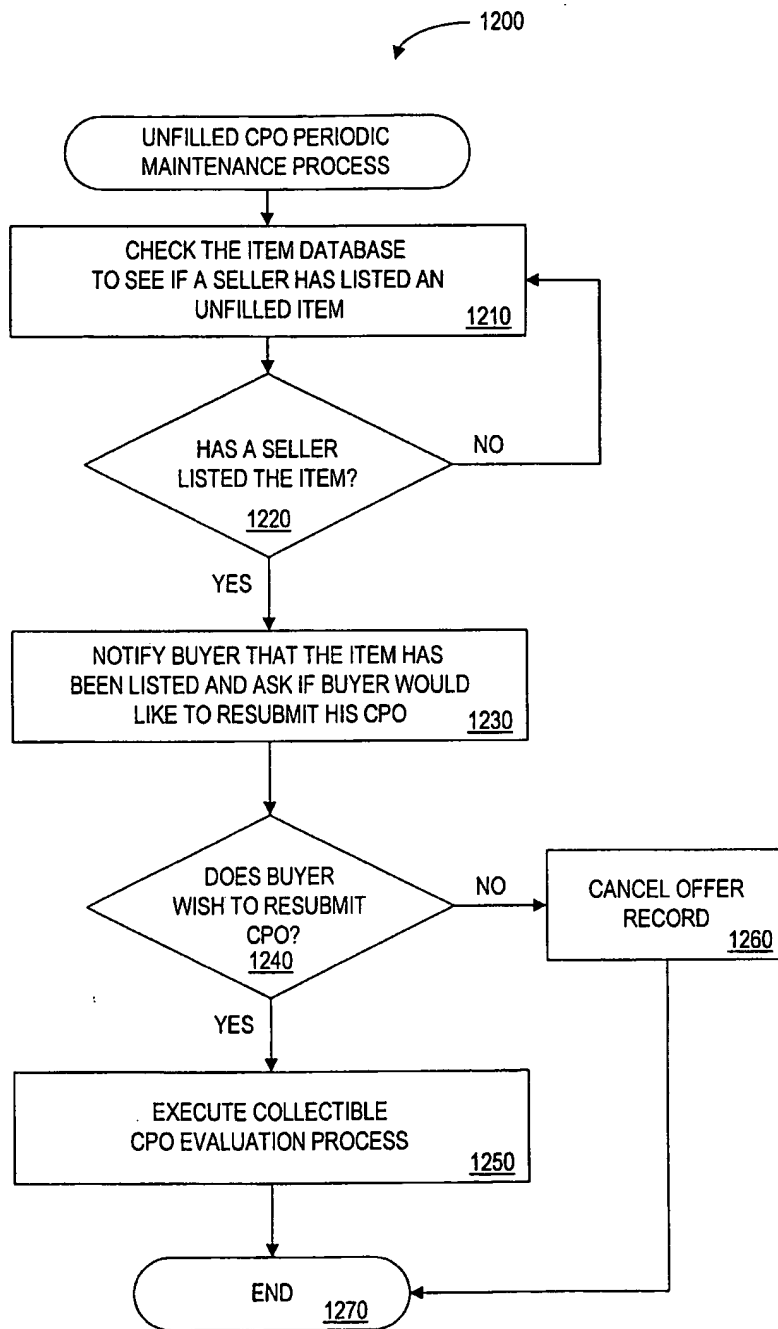 1200
UNFILLED CPO PERIODIC
MAINTENANCE PROCESS
CHECK THE ITEM DATABASE
TO SEE IF A SELLER HAS LISTED AN
UNFILLED ITEM
1210
HAS A SELLER
LISTED THE ITEM?
1220
NO
YES
NOTIFY BUYER THAT THE ITEM HAS
BEEN LISTED AND ASK IF BUYER WOULD
LIKE TO RESUBMIT HIS CPO
1230
DOES BUYER
WISH TO RESUBMIT
CPO?
1240
NO
CANCEL OFFER
RECORD
1260
YES
EXECUTE COLLECTIBLE
CPO EVALUATION PROCESS
1250
END
1270